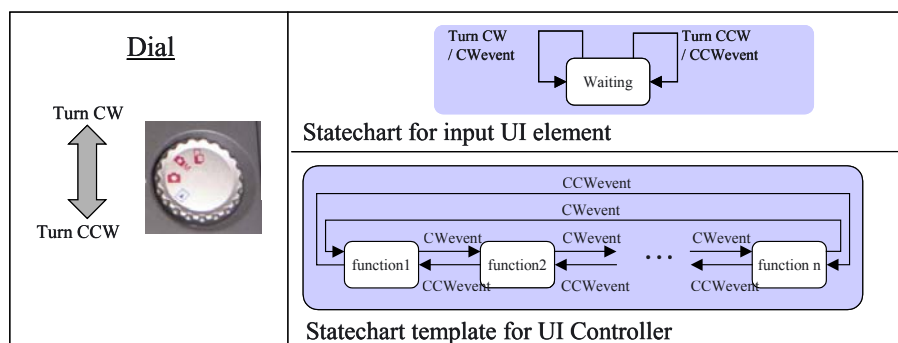 Dial
Turn CW
Turn CCW
Turn CW
/ CWevent
Turn CCW
/ CCWevent
Waiting
Statechart for input UI element
CCWevent
CWevent
CWevent
CWevent
CWevent
function1
function2
• • •
function n
CCWevent
CCWevent
CCWevent
Statechart template for UI Controller